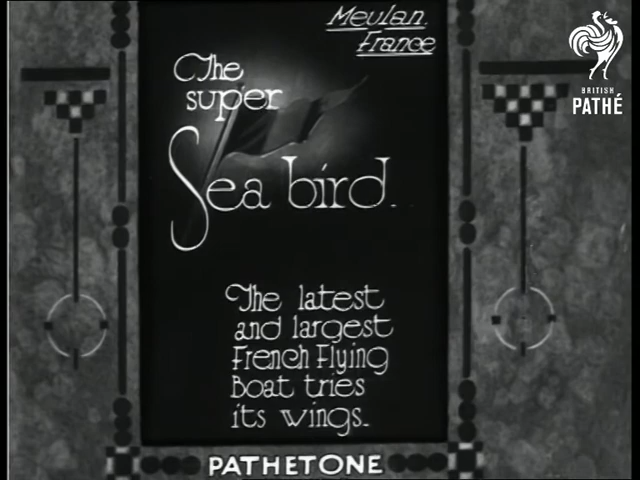 Meulan.
France
BRITISH
PATHÉ
The
super
Sea bird.
The latest
and largest
French Flying
Boat tries
its wings.
PATHETONE